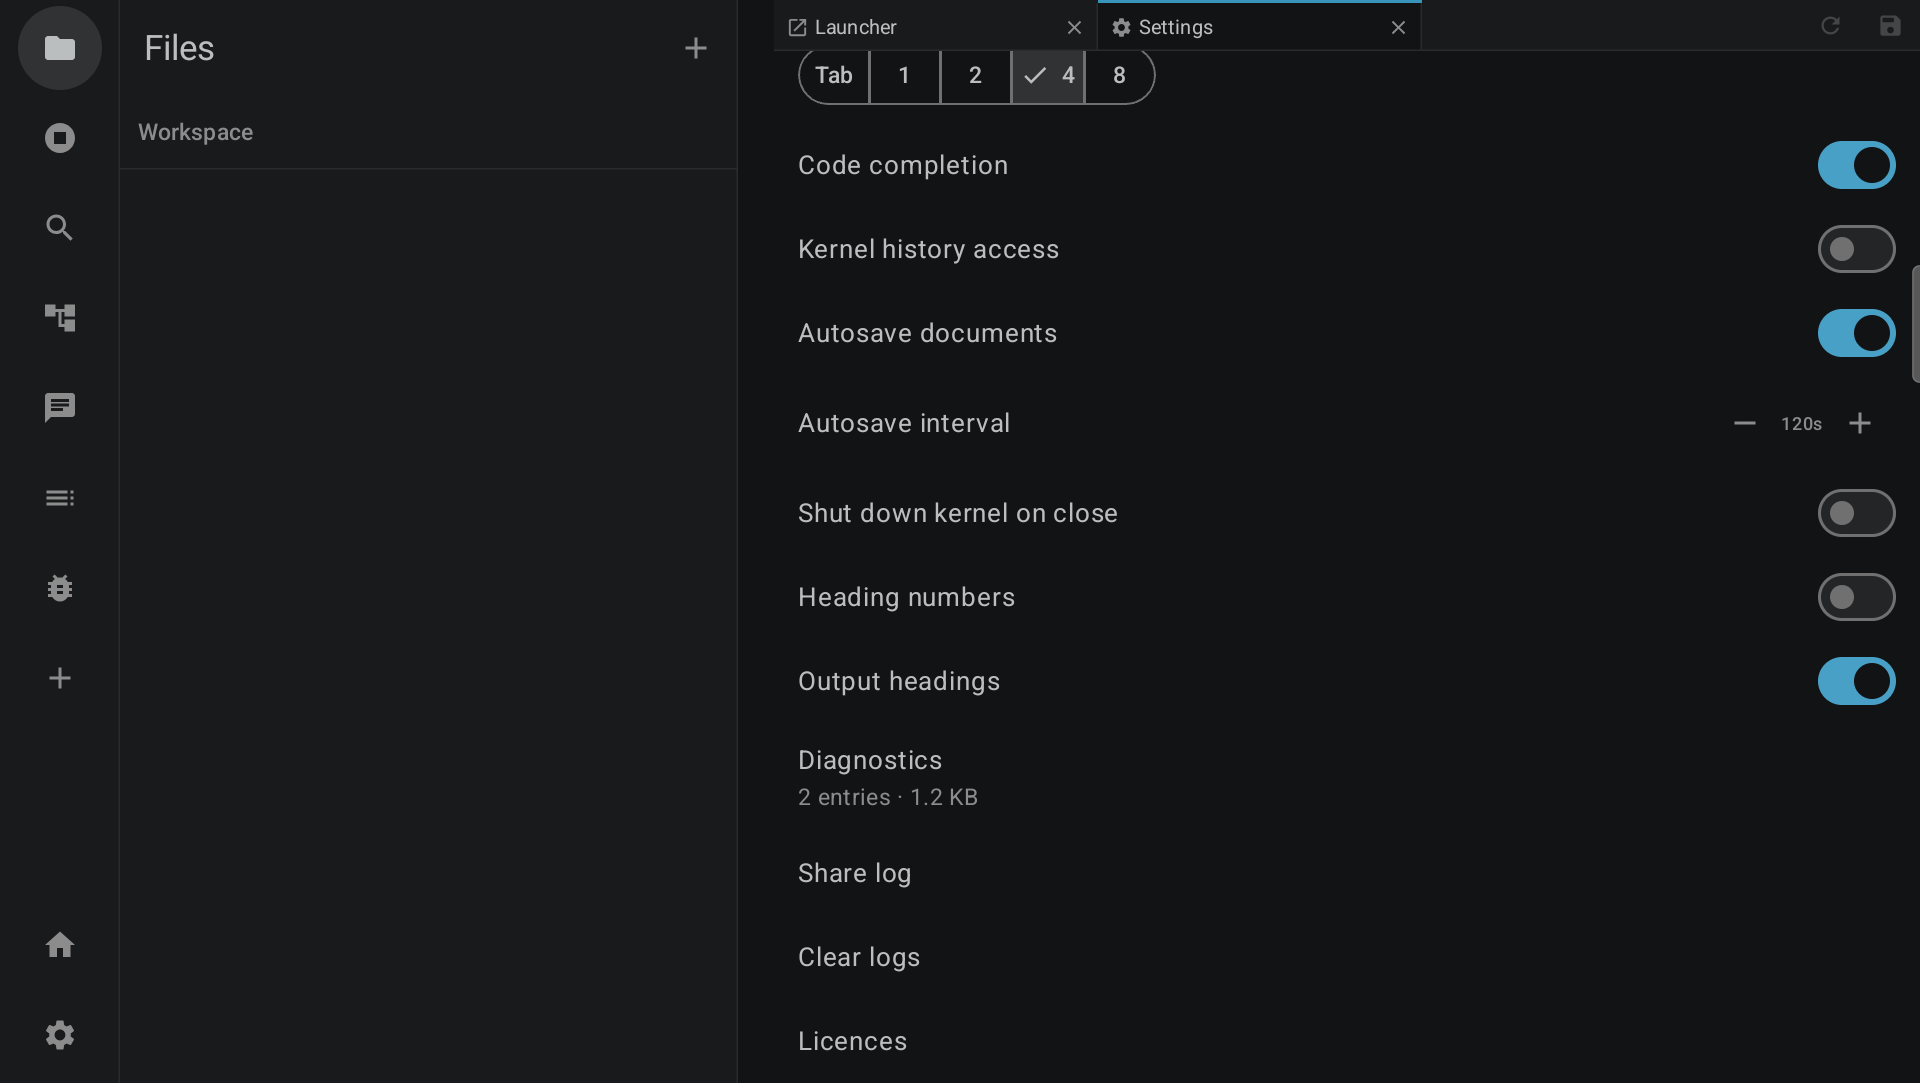 Files
Workspace
Launcher
Settings
Tab 1 2 4 8
Code completion
Kernel history access
Autosave documents
Autosave interval
120s
Shut down kernel on close
Heading numbers
Output headings
Diagnostics
2 entries · 1.2 KB
Share log
Clear logs
Licences